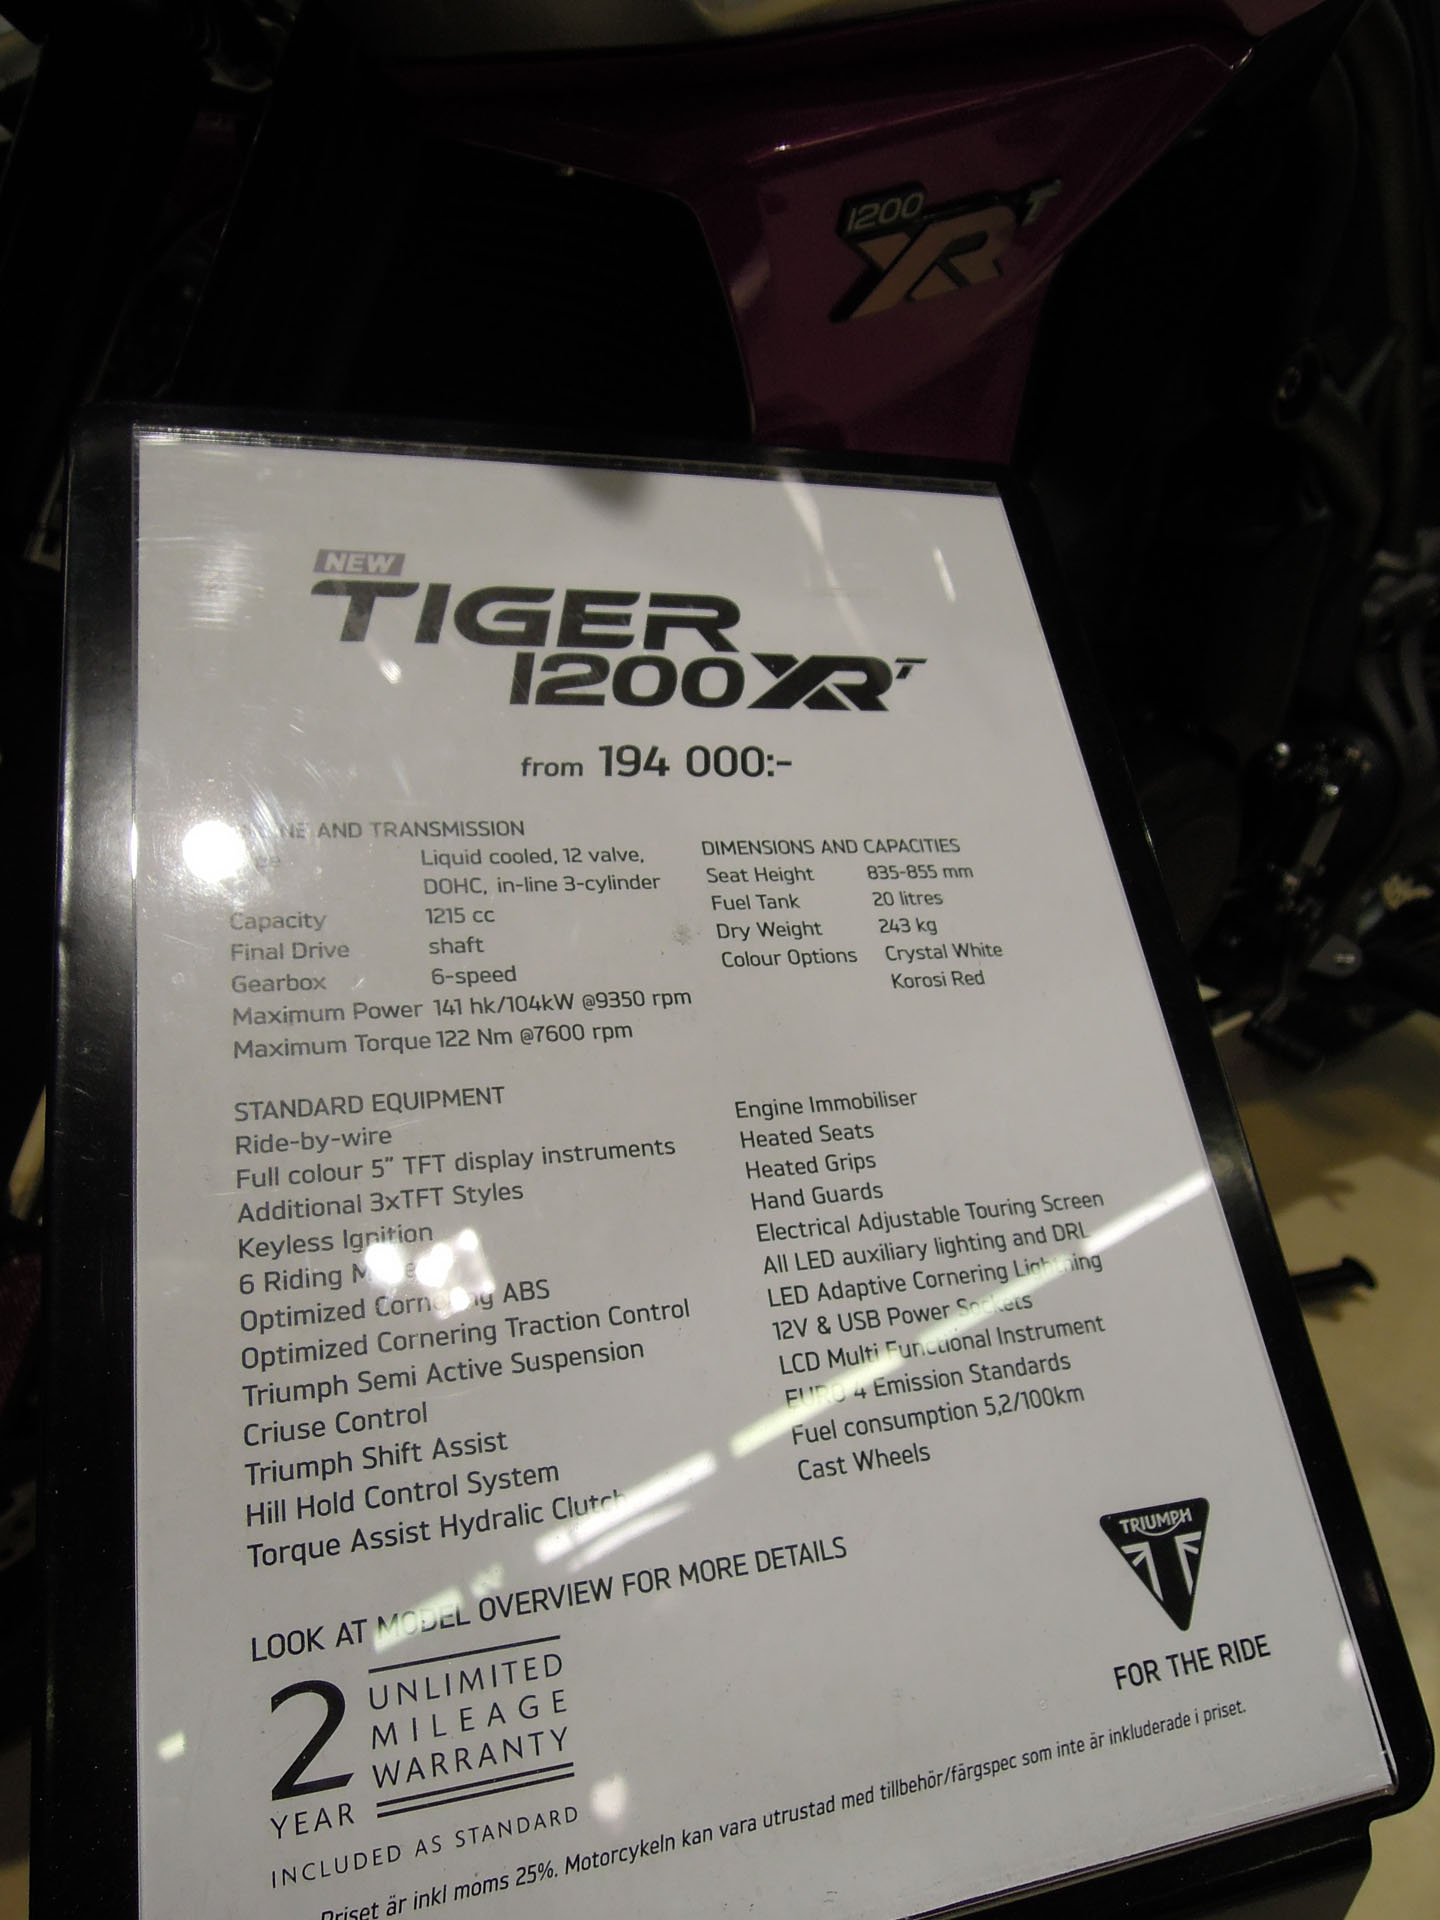 1200
XRT
NEW
TIGER
1200 XRT
from 194 000:-
AND TRANSMISSION
Liquid cooled, 12 valve,
DOHC, in-line 3-cylinder
Capacity 1215 cc
Final Drive shaft
Gearbox 6-speed
Maximum Power 141 hk/104kW @9350 rpm
Maximum Torque 122 Nm @7600 rpm
DIMENSIONS AND CAPACITIES
Seat Height 835-855 mm
Fuel Tank 20 litres
Dry Weight 243 kg
Colour Options Crystal White
Korosi Red
STANDARD EQUIPMENT
Ride-by-wire
Full colour 5” TFT display instruments
Additional 3xTFT Styles
Keyless Ignition
6 Riding
Optimized Cornering ABS
Optimized Cornering Traction Control
Triumph Semi Active Suspension
Criuse Control
Triumph Shift Assist
Hill Hold Control System
Torque Assist Hydralic Clutch
Engine Immobiliser
Heated Seats
Heated Grips
Hand Guards
Electrical Adjustable Touring Screen
All LED auxiliary lighting and DRL
LED Adaptive Cornering Lightning
12V & USB Power Sockets
LCD Multi Functional Instrument
EURO 4 Emission Standards
Fuel consumption 5,2/100km
Cast Wheels
LOOK AT MODEL OVERVIEW FOR MORE DETAILS
2 YEAR
UNLIMITED
MILEAGE
WARRANTY
INCLUDED AS STANDARD
TRIUMPH
FOR THE RIDE
Priset är inkl moms 25%. Motorcykeln kan vara utrustad med tillbehör/färgspec som inte är inkluderade i priset.